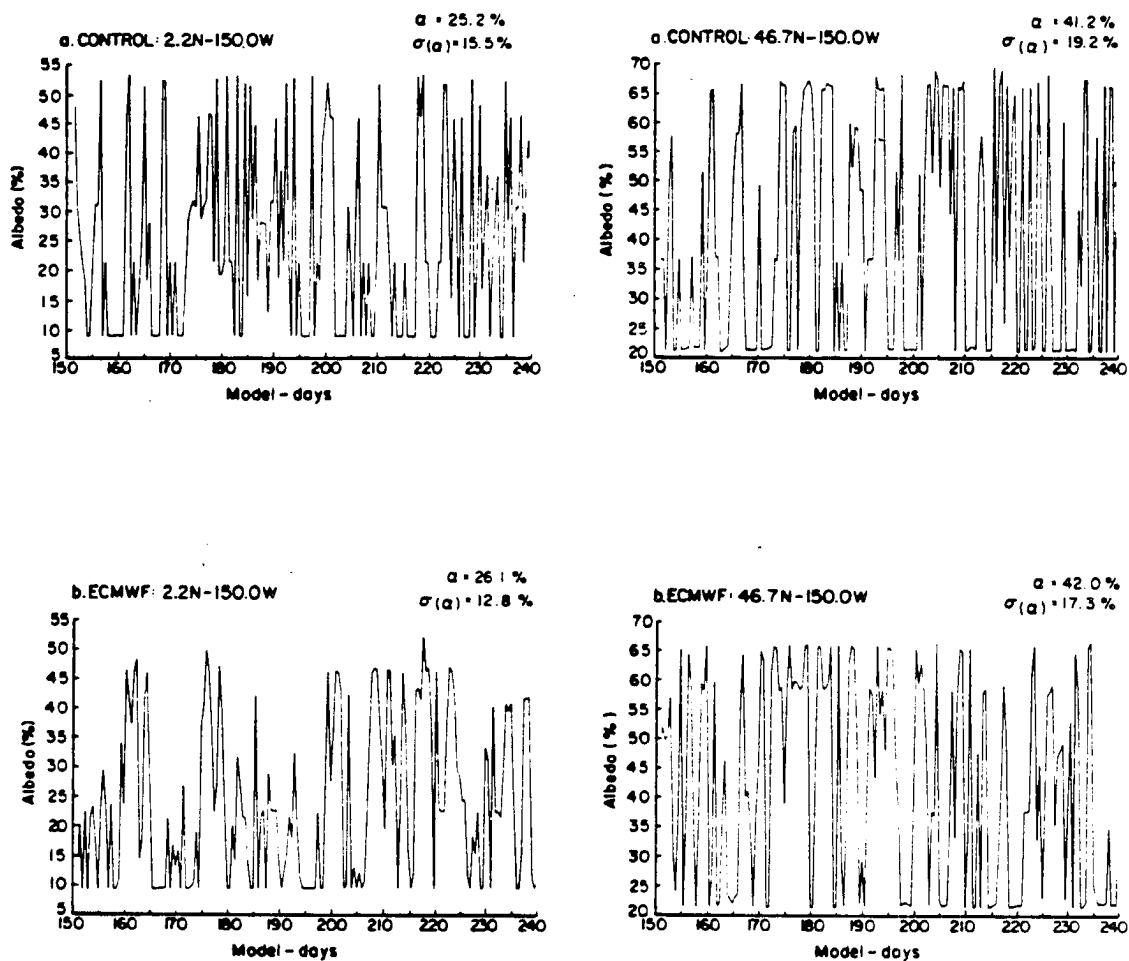 α = 25.2 %
a. CONTROL: 2.2N-150.0W
σ(α) = 15.5 %
55
50
45
40
35
30
25
20
15
10
5
Albedo (%)
150 160 170 180 190 200 210 220 230 240
Model - days
α = 41.2 %
a. CONTROL: 46.7N-150.0W
σ(α) = 19.2 %
70
65
60
55
50
45
40
35
30
25
20
Albedo (%)
150 160 170 180 190 200 210 220 230 240
Model - days
α = 26.1 %
b. ECMWF: 2.2N-150.0W
σ(α) = 12.8 %
55
50
45
40
35
30
25
20
15
10
5
Albedo (%)
150 160 170 180 190 200 210 220 230 240
Model - days
α = 42.0 %
b. ECMWF: 46.7N-150.0W
σ(α) = 17.3 %
70
65
60
55
50
45
40
35
30
25
20
Albedo (%)
150 160 170 180 190 200 210 220 230 240
Model - days